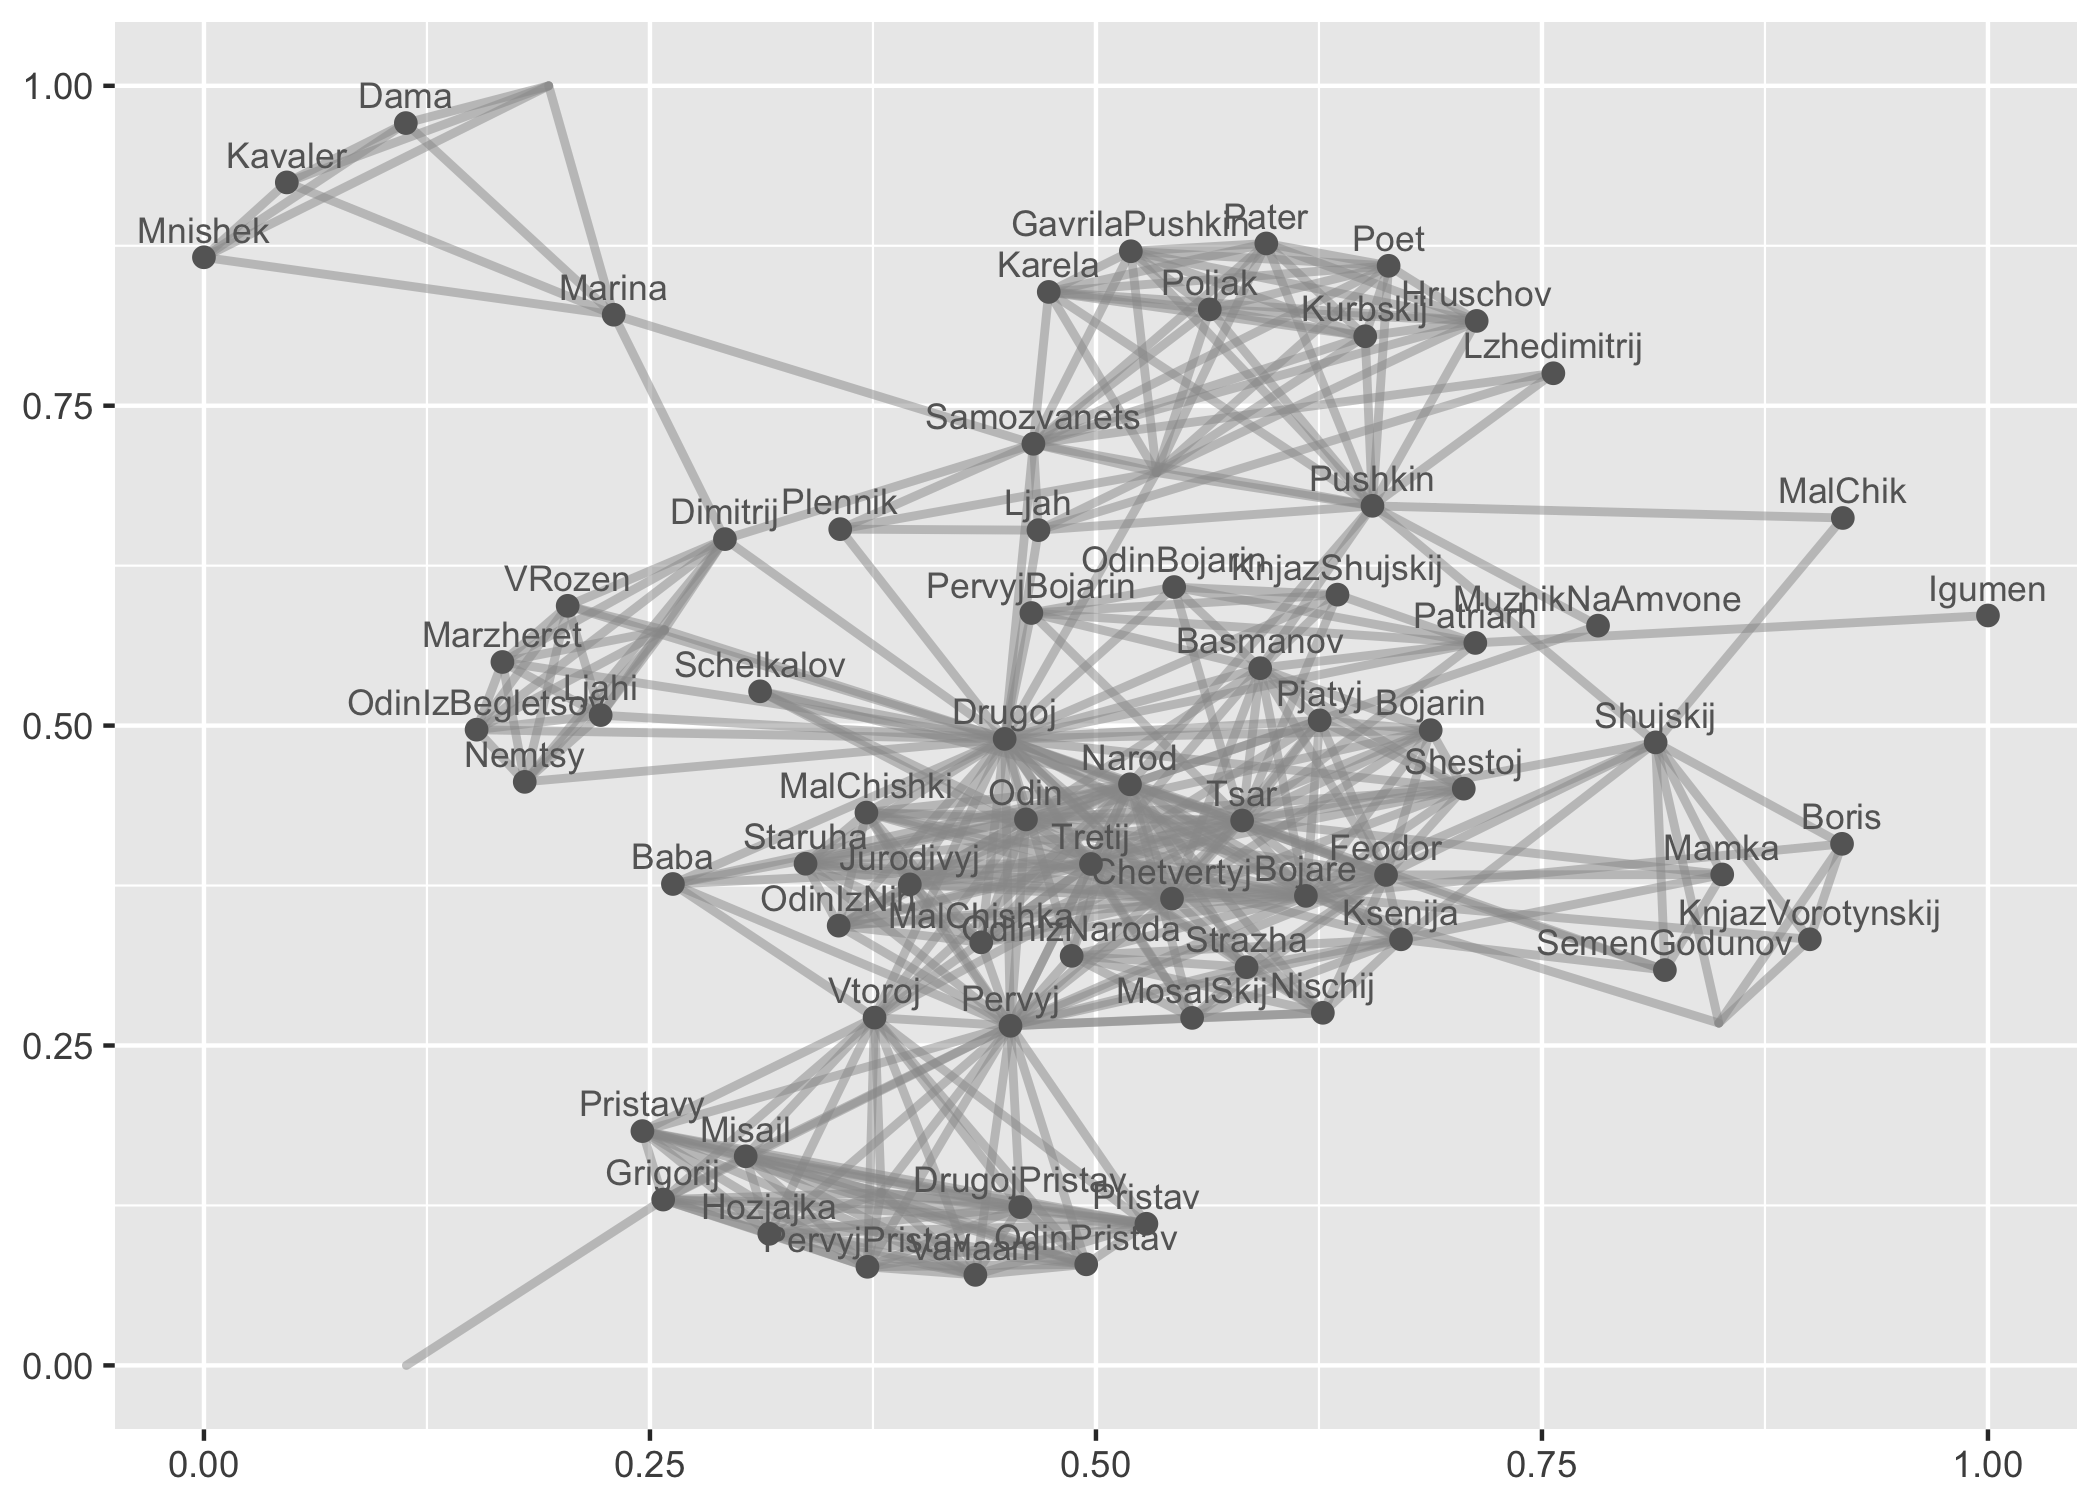 1.00
Dama
Kavaler
Mnishek
Marina
GavrilaPushkin
Pater
Poet
Karela
Poljak
Hruschov
Kurbskij
Lzhedimitrij
0.75
Samozvanets
Pushkin
MalChik
Dimitrij
Plennik
Ljah
OdinBojarin
KnjazShujskij
VRozen
PervyjBojarin
MuzhikNaAmvone
Igumen
Patriarh
Marzheret
Basmanov
Schelkalov
Ljahi
OdinIzBegletsov
Pjatyj
Bojarin
0.50
Drugoj
Shujskij
Nemtsy
Narod
Shestoj
MalChishki
Odin
Tsar
Boris
Staruha
Tretij
Feodor
Mamka
Baba
Jurodivyj
Chetvertyj
Bojare
OdinIzNih
MalChishka
Ksenija
KnjazVorotynskij
OdinIzNaroda
Strazha
SemenGodunov
Vtoroj
Pervyj
MosalSkij
Nischij
0.25
Pristavy
Misail
Grigorij
DrugojPristav
Pristav
Hozjajka
PervyjPristav
Varlaam
OdinPristav
0.00
0.00 0.25 0.50 0.75 1.00